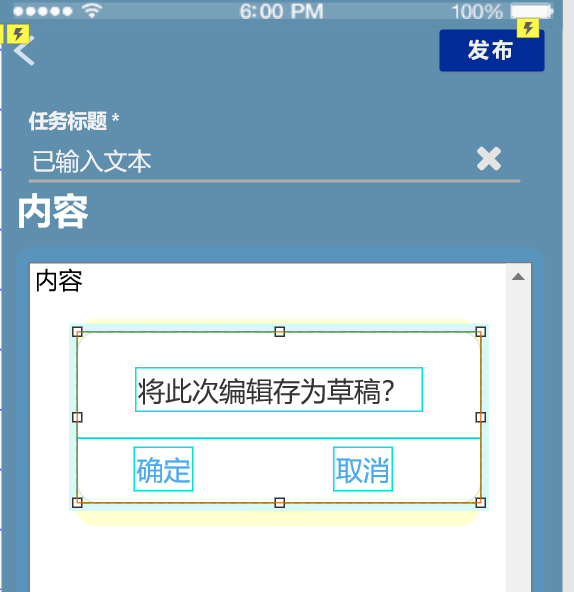 6:00 PM 100%
发布
任务标题 *
已输入文本
内容
内容
将此次编辑存为草稿？
确定 取消